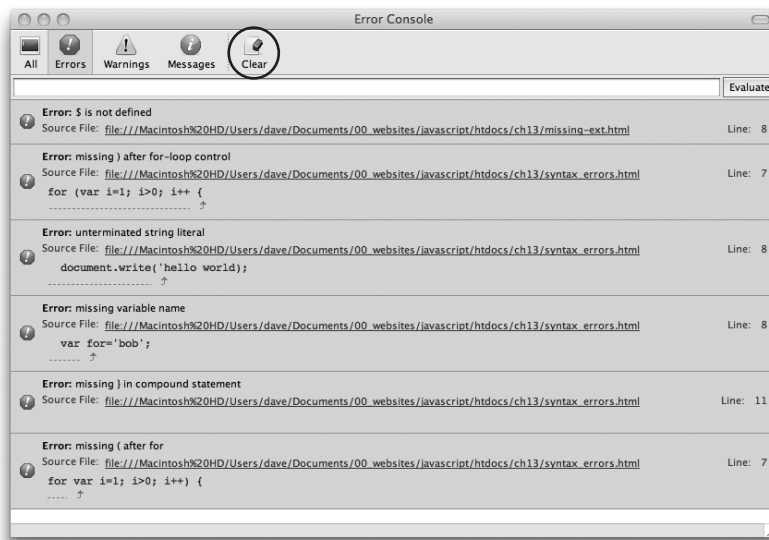 Error Console
All Errors Warnings Messages Clear
Evaluate
Error: $ is not defined
Source File: file:///Macintosh%20HD/Users/dave/Documents/00_websites/javascript/htdocs/ch13/missing-ext.html Line: 8
Error: missing ) after for-loop control
Source File: file:///Macintosh%20HD/Users/dave/Documents/00_websites/javascript/htdocs/ch13/syntax_errors.html Line: 7
for (var i=1; i>0; i++ {
Error: unterminated string literal
Source File: file:///Macintosh%20HD/Users/dave/Documents/00_websites/javascript/htdocs/ch13/syntax_errors.html Line: 8
document.write('hello world);
Error: missing variable name
Source File: file:///Macintosh%20HD/Users/dave/Documents/00_websites/javascript/htdocs/ch13/syntax_errors.html Line: 8
var for='bob';
Error: missing } in compound statement
Source File: file:///Macintosh%20HD/Users/dave/Documents/00_websites/javascript/htdocs/ch13/syntax_errors.html Line: 11
Error: missing ( after for
Source File: file:///Macintosh%20HD/Users/dave/Documents/00_websites/javascript/htdocs/ch13/syntax_errors.html Line: 7
for var i=1; i>0; i++) {